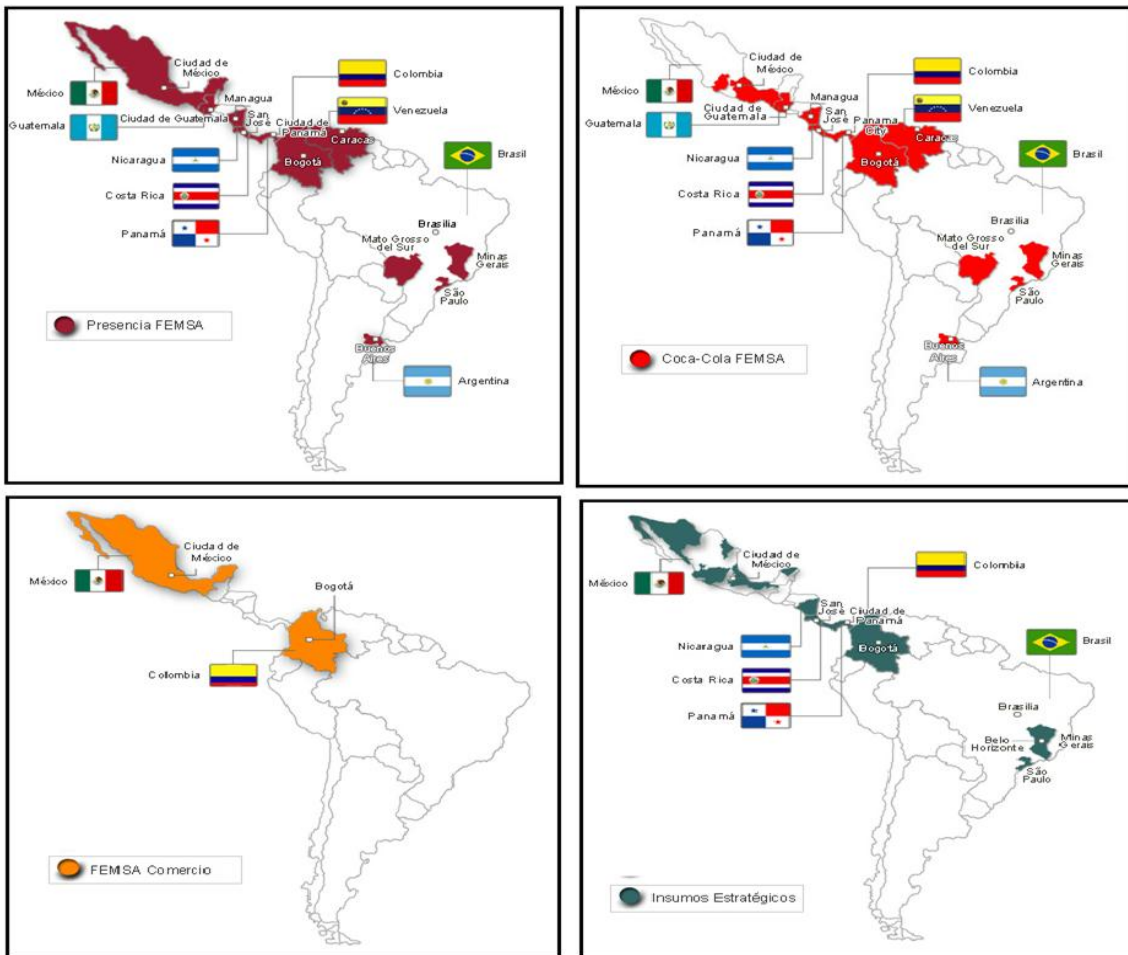 Ciudad de
México
México
Guatemala
Ciudad de Guatemala
Managua
San
José
Ciudad de
Panamá
Colombia
Venezuela
Caracas
Bogotá
Nicaragua
Costa Rica
Panamá
Brasil
Brasilia
Mato Grosso
del Sur
Minas
Gerais
São
Paulo
Buenos
Aires
Argentina
Presencia FEMSA
Ciudad de
México
México
Guatemala
Ciudad de
Guatemala
Managua
San
José
Panama
City
Colombia
Venezuela
Caracas
Bogotá
Nicaragua
Costa Rica
Panamá
Brasil
Brasilia
Mato Grosso
del Sur
Minas
Gerais
São
Paulo
Buenos
Aires
Argentina
Coca-Cola FEMSA
Ciudad de
México
México
Bogotá
Collombia
FEMSA Comercio
Ciudad de
México
México
Colombia
San
José
Ciudad de
Panamá
Nicaragua
Bogotá
Costa Rica
Panamá
Brasil
Brasilia
Belo
Horizonte
Minas
Gerais
São
Paulo
Insumos Estratégicos